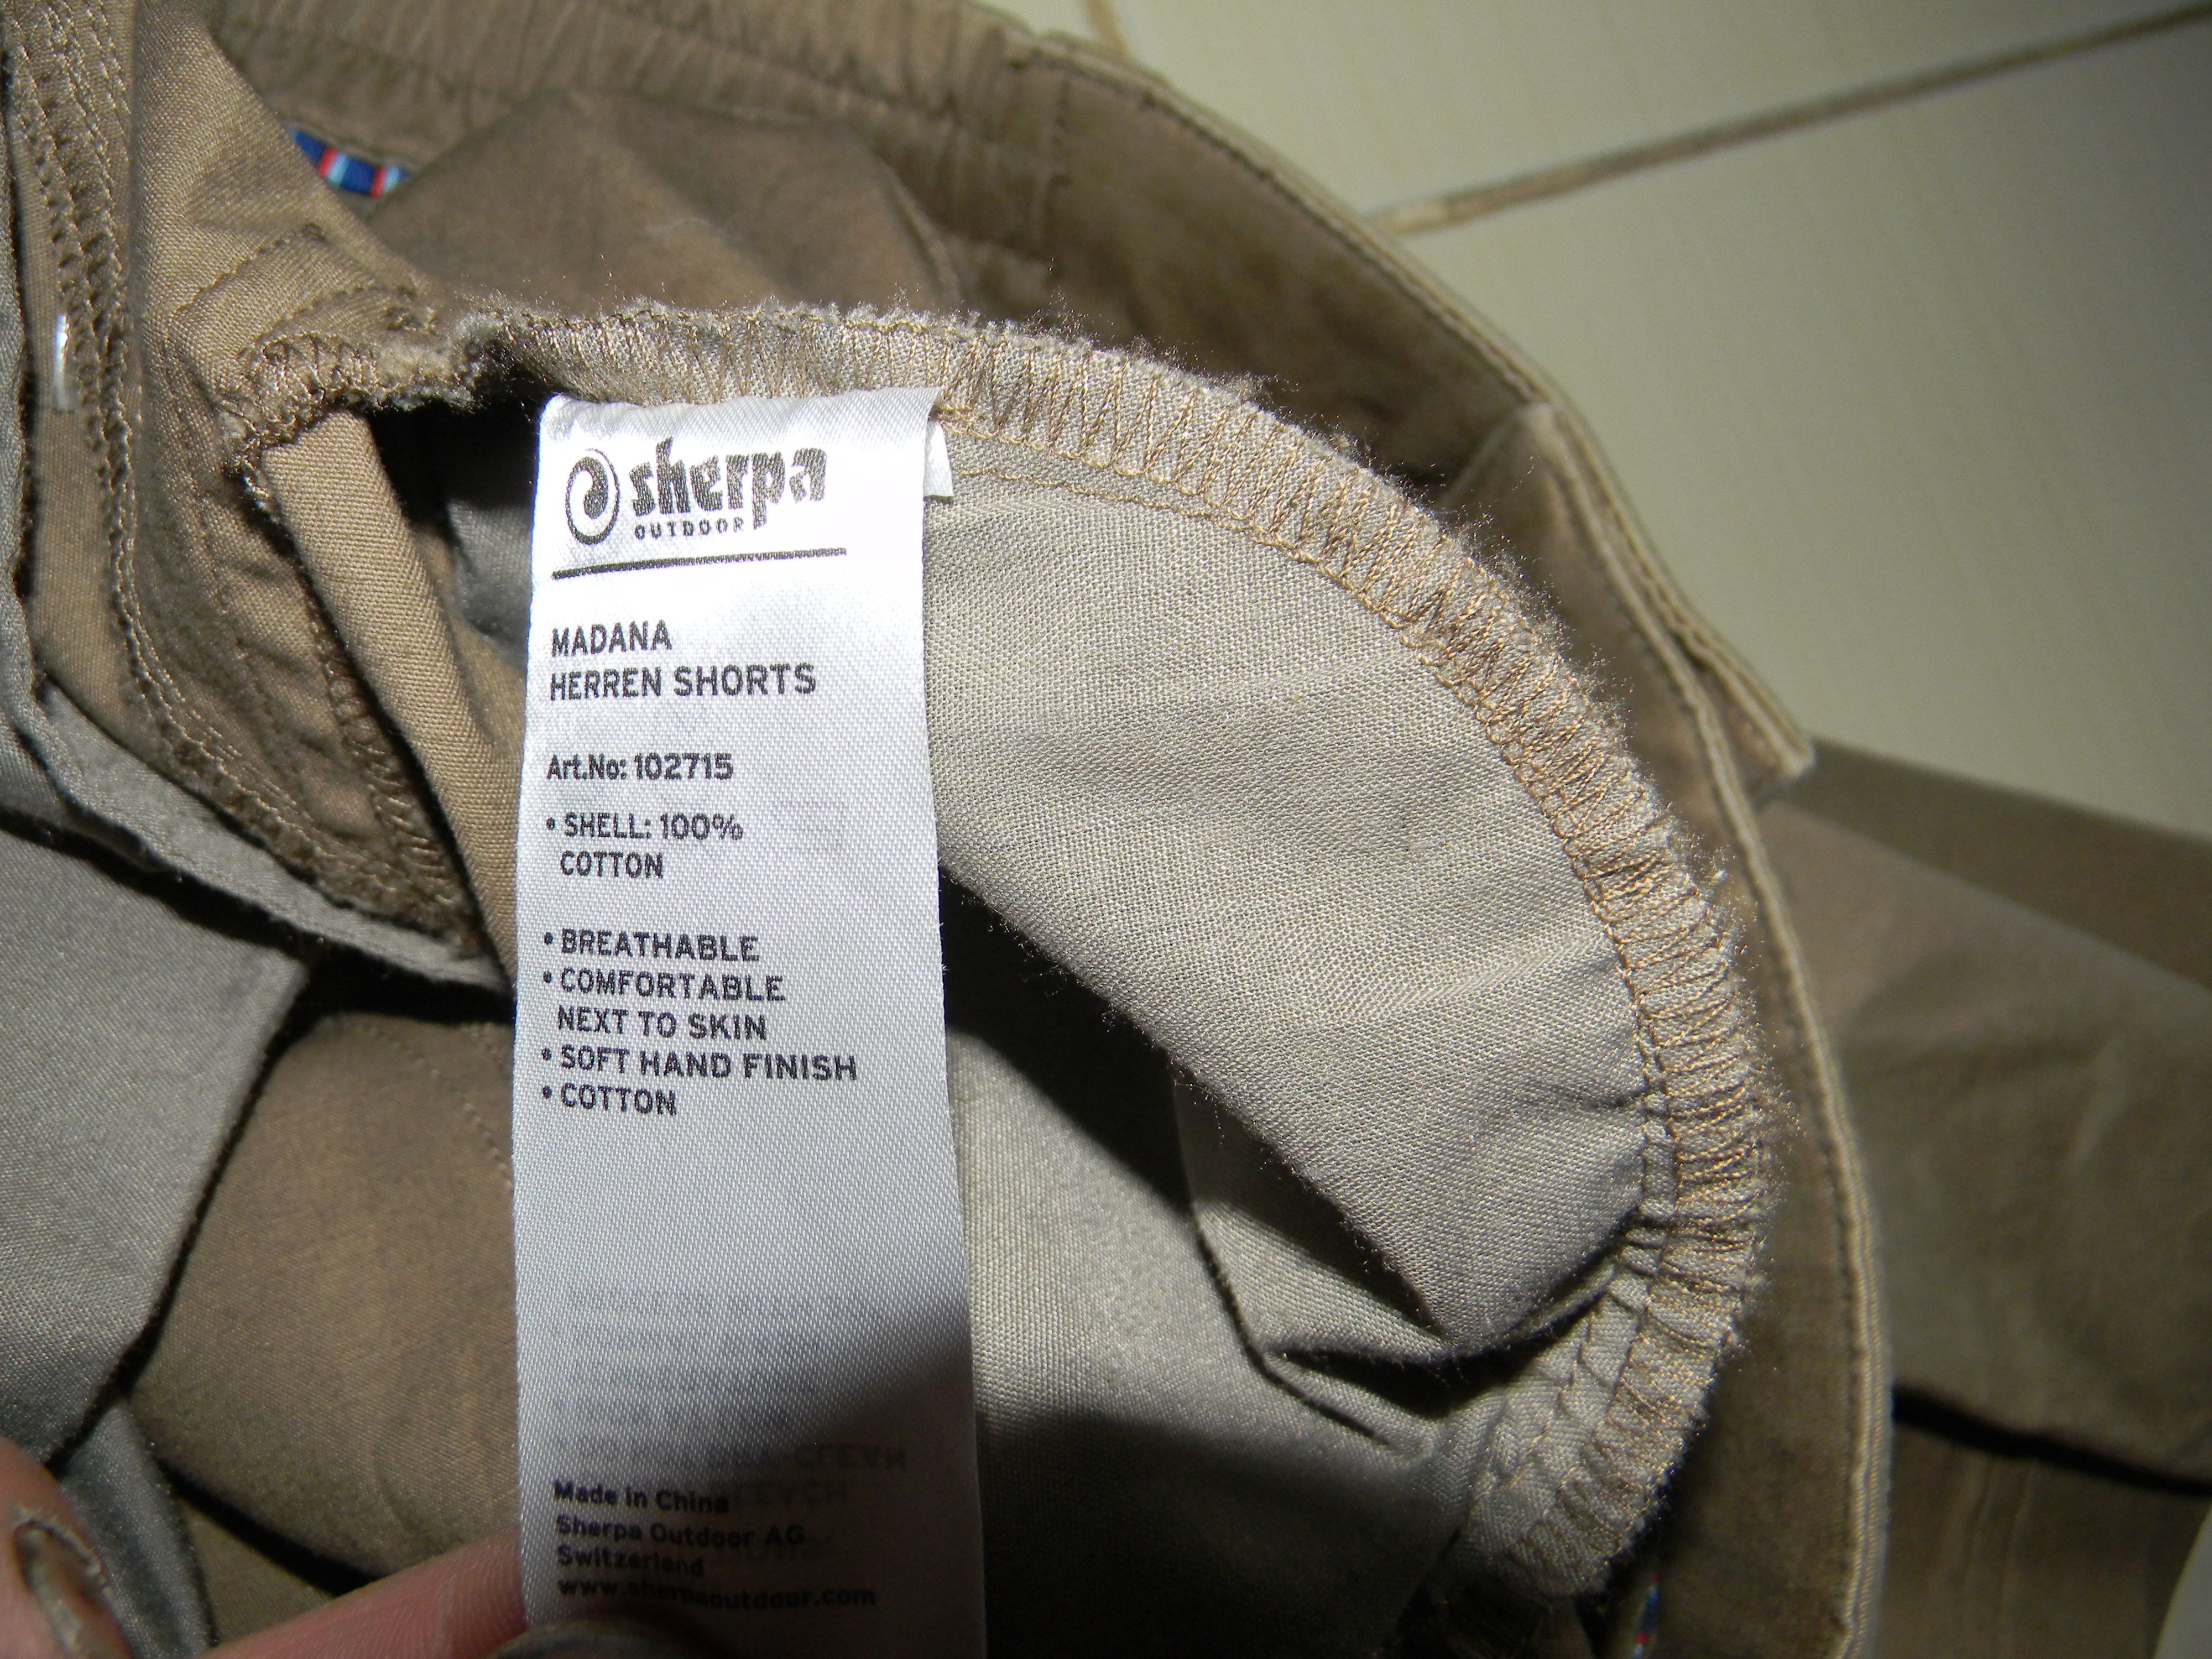 sherpa
OUTDOOR
MADANA
HERREN SHORTS
Art.No: 102715
• SHELL: 100%
COTTON
• BREATHABLE
• COMFORTABLE
NEXT TO SKIN
• SOFT HAND FINISH
• COTTON
Made in China
Sherpa Outdoor AG
Switzerland
www.sherpaoutdoor.com